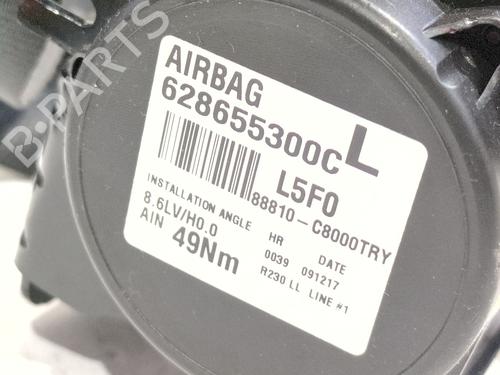 B-PARTS
AIRBAG
628655300C
L
L5F0
88810-C8000TRY
INSTALLATION ANGLE
8.6LV/H0.0
AIN
49Nm
HR DATE
0039 091217
R230 LL LINE #1